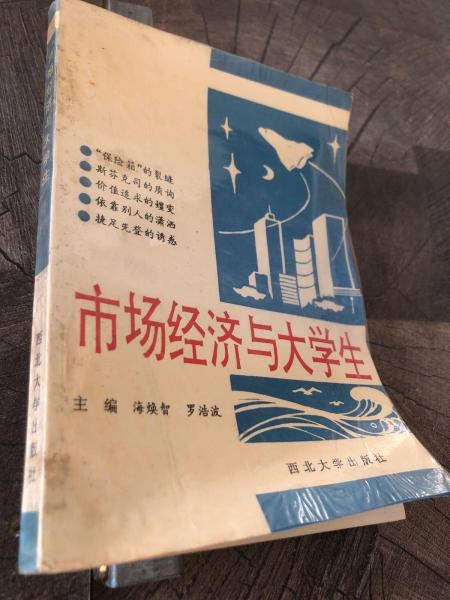 “保险箱”的裂缝
斯芬克司的质询
价值追求的嬗变
依靠别人的潇洒
捷足先登的诱惑
市场经济与大学生
主编 海焕智 罗浩波
西北大学出版社
西北大学出版社